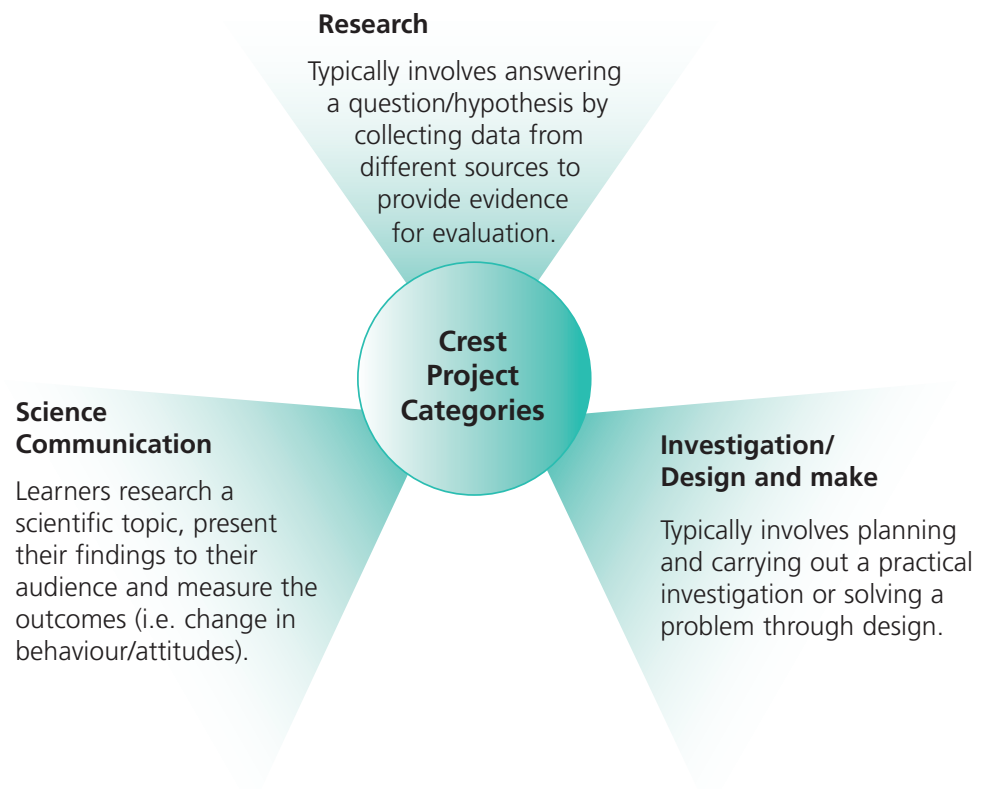 Research
Typically involves answering
a question/hypothesis by
collecting data from
different sources to
provide evidence
for evaluation.
Crest
Project
Categories
Science
Communication
Learners research a
scientific topic, present
their findings to their
audience and measure the
outcomes (i.e. change in
behaviour/attitudes).
Investigation/
Design and make
Typically involves planning
and carrying out a practical
investigation or solving a
problem through design.